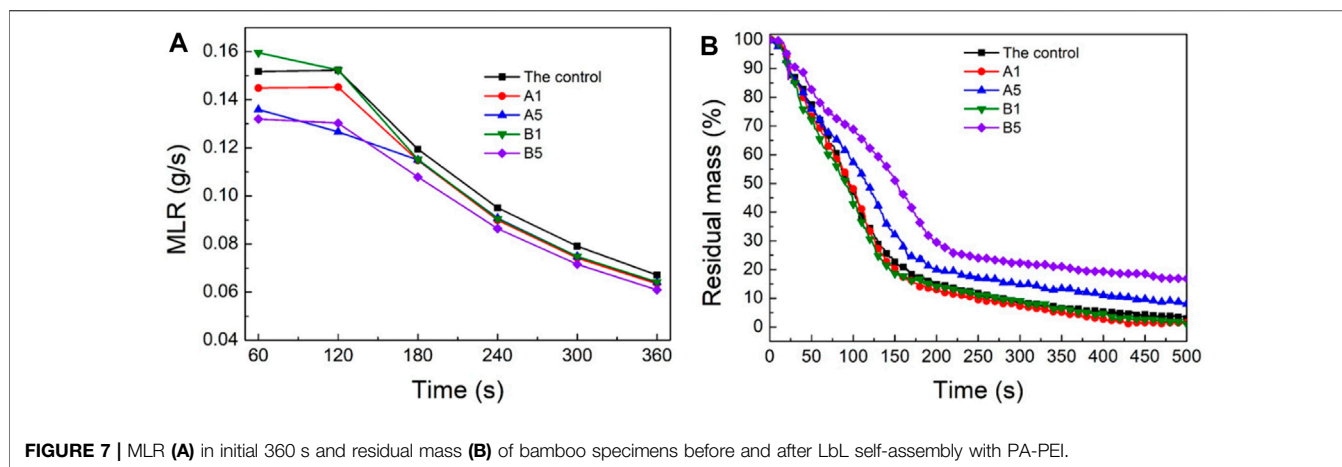 A
MLR (g/s)
0.16
0.14
0.12
0.10
0.08
0.06
0.04
60 120 180 240 300 360
Time (s)
The control
A1
A5
B1
B5
B
Residual mass (%)
100
90
80
70
60
50
40
30
20
10
0
0 50 100 150 200 250 300 350 400 450 500
Time (s)
The control
A1
A5
B1
B5
FIGURE 7 | MLR (A) in initial 360 s and residual mass (B) of bamboo specimens before and after LbL self-assembly with PA-PEI.